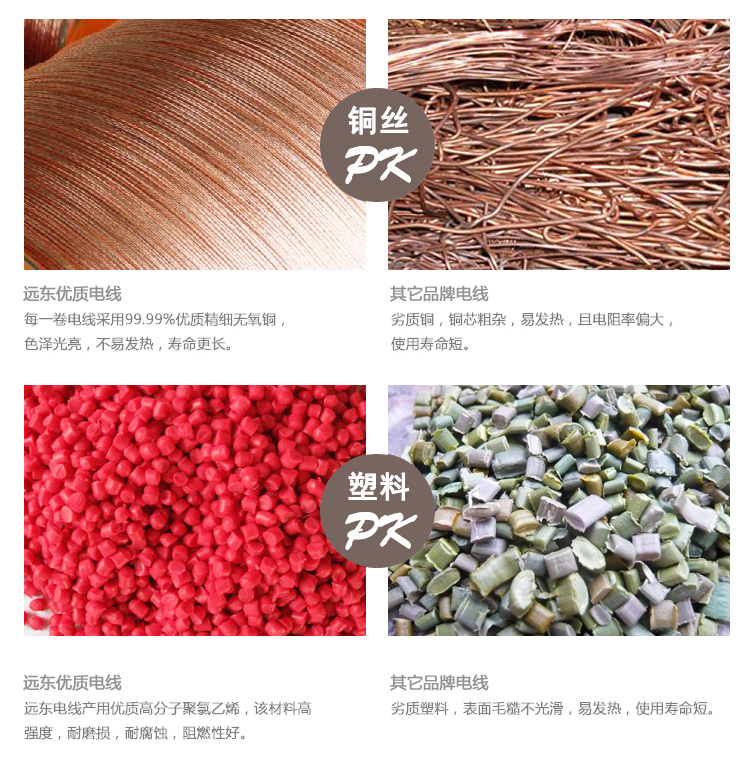 铜丝
PK
远东优质电线
每一卷电线采用99.99%优质精细无氧铜，
色泽光亮，不易发热，寿命更长。
其它品牌电线
劣质铜，铜芯粗杂，易发热，且电阻率偏大，
使用寿命短。
塑料
PK
远东优质电线
远东电线产用优质高分子聚氯乙烯，该材料高
强度，耐磨损，耐腐蚀，阻燃性好。
其它品牌电线
劣质塑料，表面毛糙不光滑，易发热，使用寿命短。